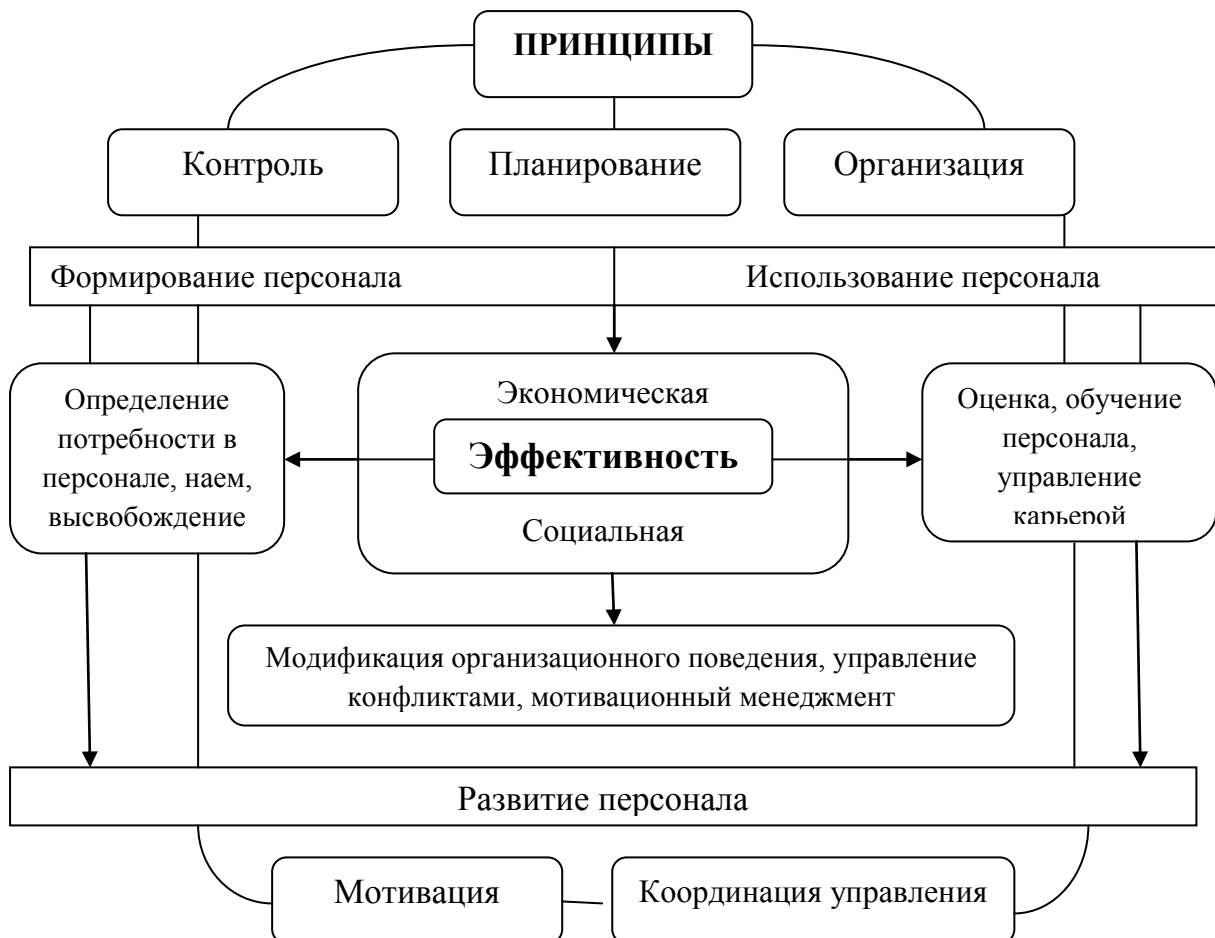 ПРИНЦИПЫ
Контроль
Планирование
Организация
Формирование персонала
Использование персонала
Определение
потребности в
персонале, наем,
высвобождение
Экономическая
Эффективность
Социальная
Оценка, обучение
персонала,
управление
карьерой
Модификация организационного поведения, управление
конфликтами, мотивационный менеджмент
Развитие персонала
Мотивация
Координация управления